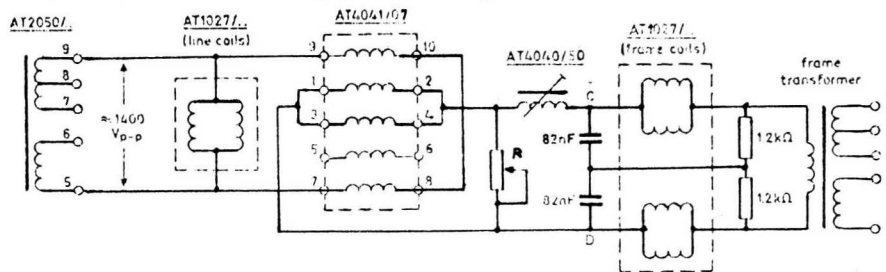 AT2050/..
AT1027/..
(line coils)
AT4041/07
AT4040/50
AT1027/..
(frame coils)
frame
transformer
9
8
7
6
5
≈1400
Vp-p
9
10
1
2
3
4
5
6
7
8
R
C
82nF
82nF
D
1.2kΩ
1.2kΩ